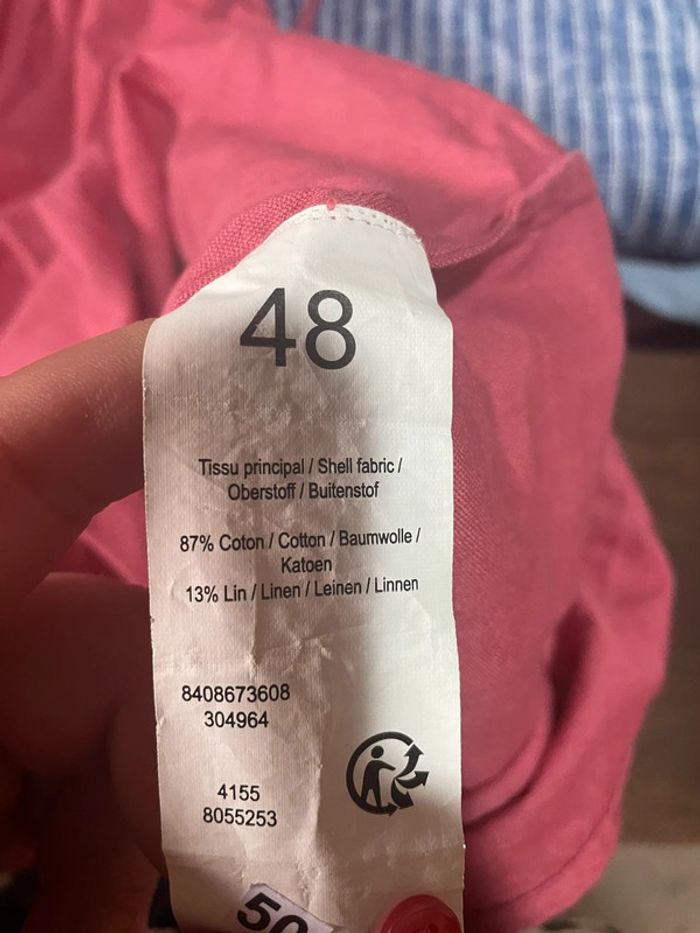 48
Tissu principal / Shell fabric /
Oberstoff / Buitenstof
87% Coton / Cotton / Baumwolle /
Katoen
13% Lin / Linen / Leinen / Linnen
8408673608
304964
4155
8055253
50